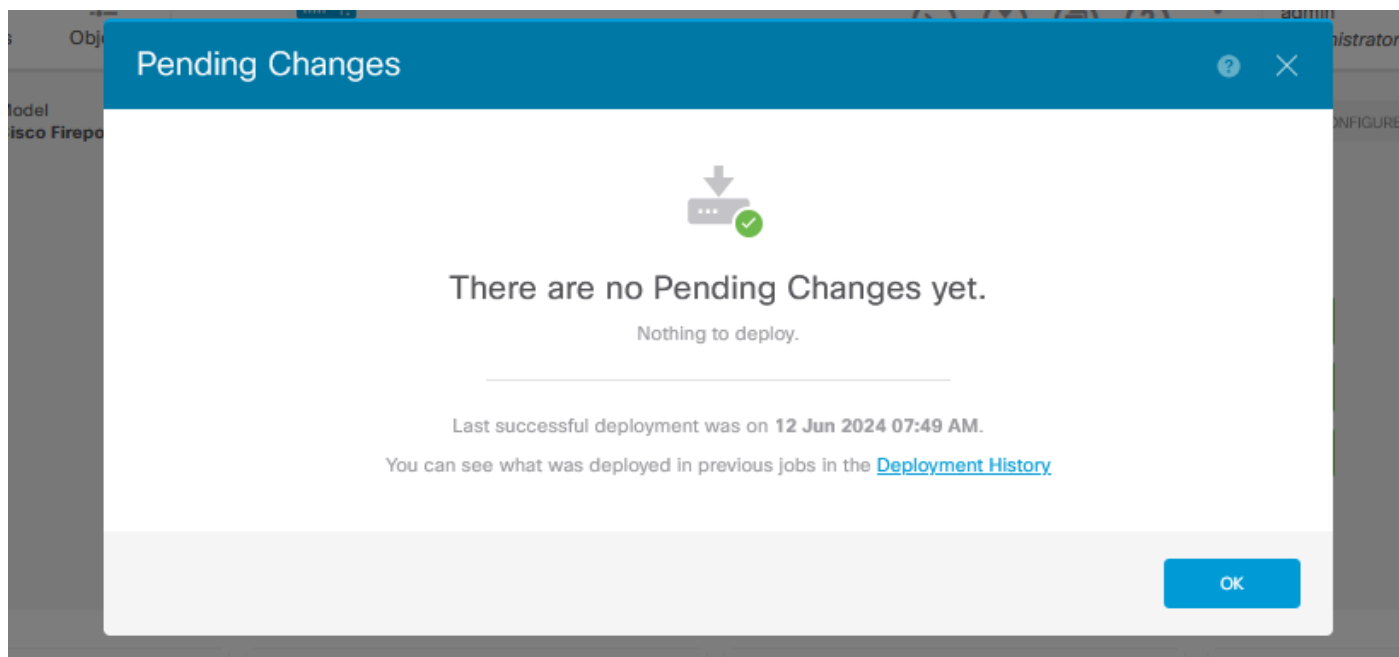 admin
Pending Changes
Model
There are no Pending Changes yet.
Nothing to deploy.
Last successful deployment was on 12 Jun 2024 07:49 AM.
You can see what was deployed in previous jobs in the Deployment History
OK